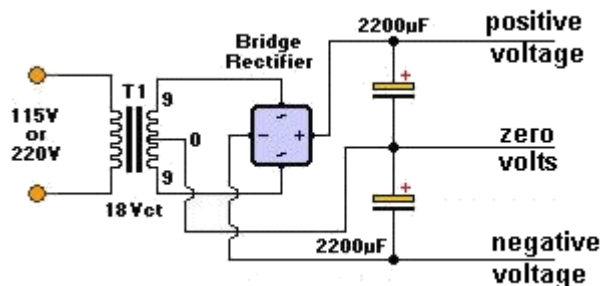 2200µF
positive
voltage
Bridge
Rectifier
T1
9
115V
or
220V
0
- +
+
zero
volts
9
18Vct
+
2200µF
negative
voltage